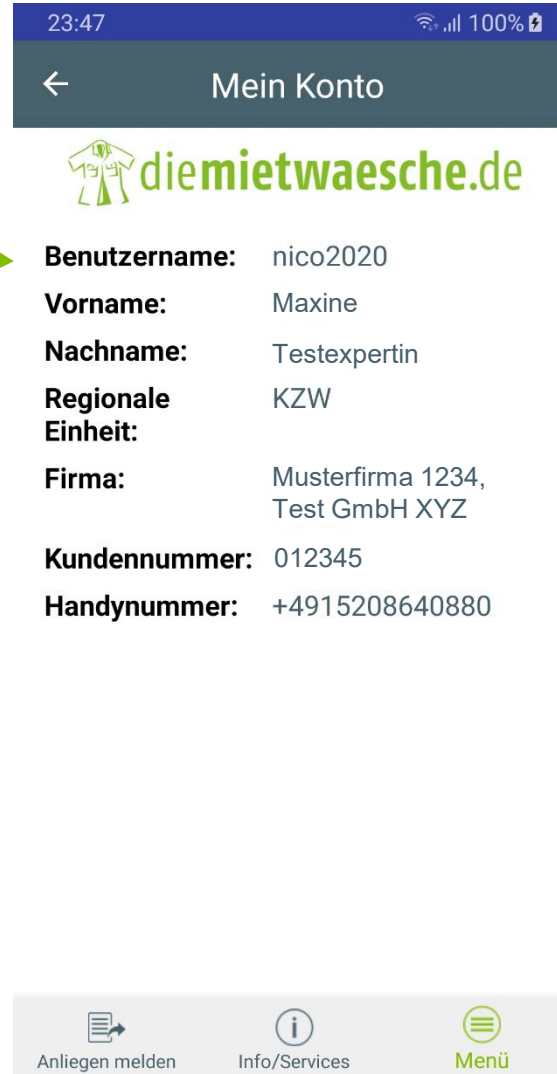 23:47 100%
Mein Konto
diemietwaesche.de
Benutzername: nico2020
Vorname: Maxine
Nachname: Testexpertin
Regionale KZW
Einheit:
Firma: Musterfirma 1234,
Test GmbH XYZ
Kundennummer: 012345
Handynummer: +4915208640880
Anliegen melden Info/Services Menü